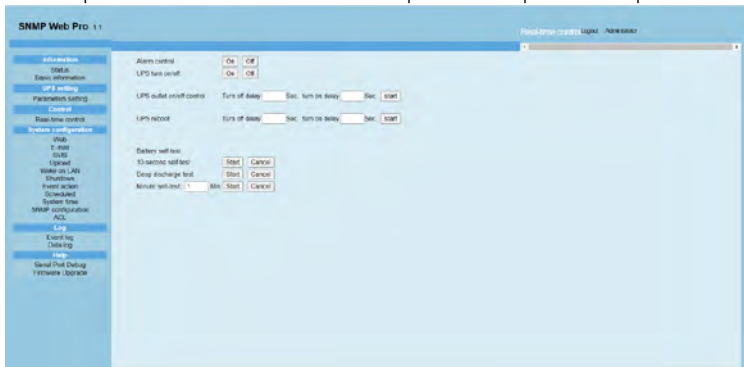 SNMP Web Pro 1.1
Real-time control Logout Administrator
Information
Status
Basic information
UPS setting
Parameters setting
Control
Real-time control
System configuration
Web
E-mail
SMS
Upload
Wake on LAN
Shutdown
Event action
Scheduled
System time
SNMP configuration
ACL
Log
Event log
Data log
Help
Serial Port Debug
Firmware Upgrade
Alarm control On Off
UPS turn on/off On Off
UPS outlet on/off control Turn off delay Sec. turn on delay Sec. start
UPS reboot Turn off delay Sec. turn on delay Sec. start
Battery self test
10-second self test Start Cancel
Deep discharge test Start Cancel
Minute self-test 1 Min Start Cancel